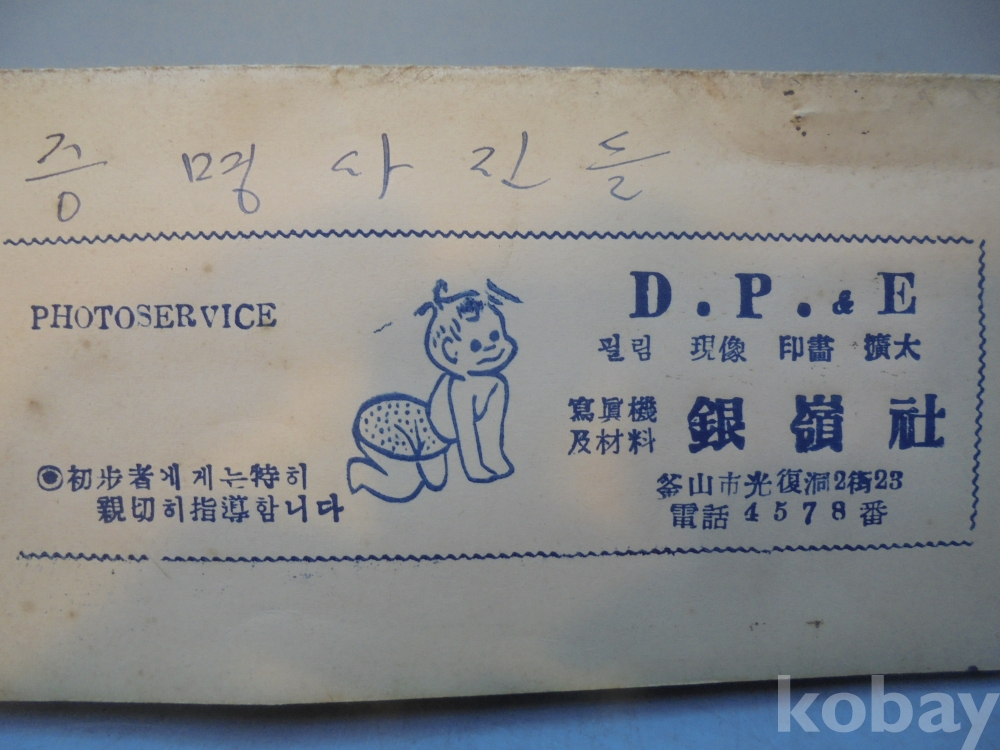 증 명 사 진 들
PHOTOSERVICE
D.P.&E
필림 現像 印畵 擴大
寫眞機
及材料
銀嶺社
◉初步者에게는特히
親切히指導합니다
釜山市光復洞2街23
電話 4578番
kobay